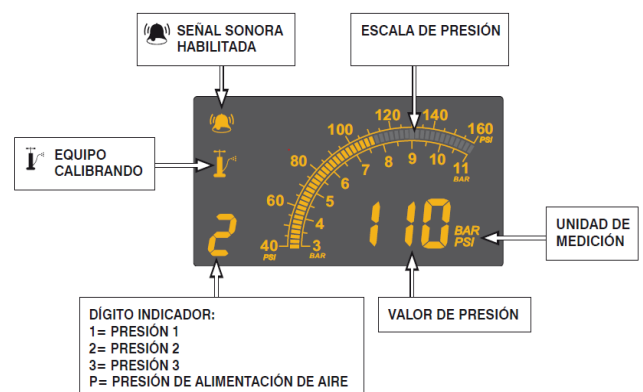 SEÑAL SONORA
HABILITADA
ESCALA DE PRESIÓN
EQUIPO
CALIBRANDO
40 60 80 100 120 140 160
PSI PSI
3 4 5 6 7 8 9 10 11
BAR BAR
2
110
BAR
PSI
UNIDAD DE
MEDICIÓN
DÍGITO INDICADOR:
1= PRESIÓN 1
2= PRESIÓN 2
3= PRESIÓN 3
P= PRESIÓN DE ALIMENTACIÓN DE AIRE
VALOR DE PRESIÓN